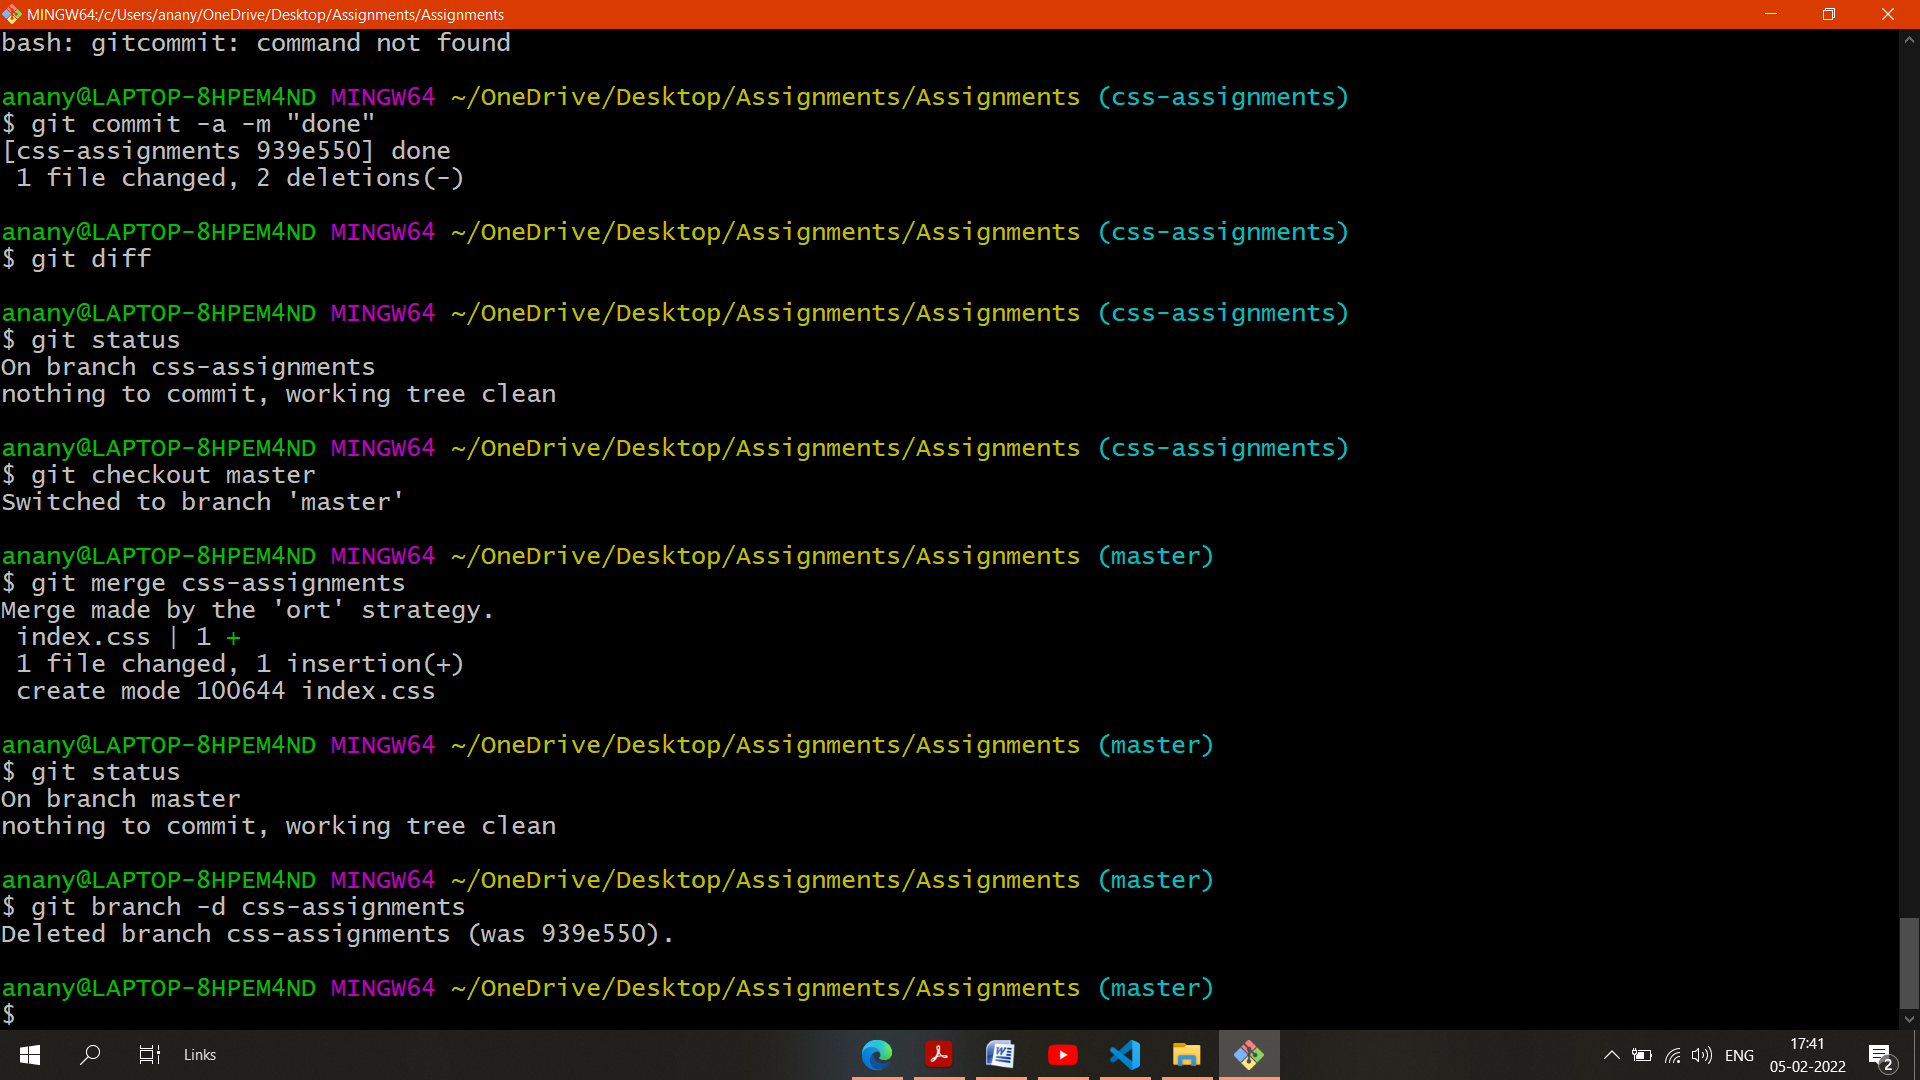 MINGW64:/c/Users/anany/OneDrive/Desktop/Assignments/Assignments
bash: gitcommit: command not found
anany@LAPTOP-8HPEM4ND MINGW64 ~/OneDrive/Desktop/Assignments/Assignments (css-assignments)
$ git commit -a -m "done"
[css-assignments 939e550] done
1 file changed, 2 deletions(-)
anany@LAPTOP-8HPEM4ND MINGW64 ~/OneDrive/Desktop/Assignments/Assignments (css-assignments)
$ git diff
anany@LAPTOP-8HPEM4ND MINGW64 ~/OneDrive/Desktop/Assignments/Assignments (css-assignments)
$ git status
On branch css-assignments
nothing to commit, working tree clean
anany@LAPTOP-8HPEM4ND MINGW64 ~/OneDrive/Desktop/Assignments/Assignments (css-assignments)
$ git checkout master
Switched to branch 'master'
anany@LAPTOP-8HPEM4ND MINGW64 ~/OneDrive/Desktop/Assignments/Assignments (master)
$ git merge css-assignments
Merge made by the 'ort' strategy.
index.css | 1 +
1 file changed, 1 insertion(+)
create mode 100644 index.css
anany@LAPTOP-8HPEM4ND MINGW64 ~/OneDrive/Desktop/Assignments/Assignments (master)
$ git status
On branch master
nothing to commit, working tree clean
anany@LAPTOP-8HPEM4ND MINGW64 ~/OneDrive/Desktop/Assignments/Assignments (master)
$ git branch -d css-assignments
Deleted branch css-assignments (was 939e550).
anany@LAPTOP-8HPEM4ND MINGW64 ~/OneDrive/Desktop/Assignments/Assignments (master)
$
Links
ENG
17:41
05-02-2022
2